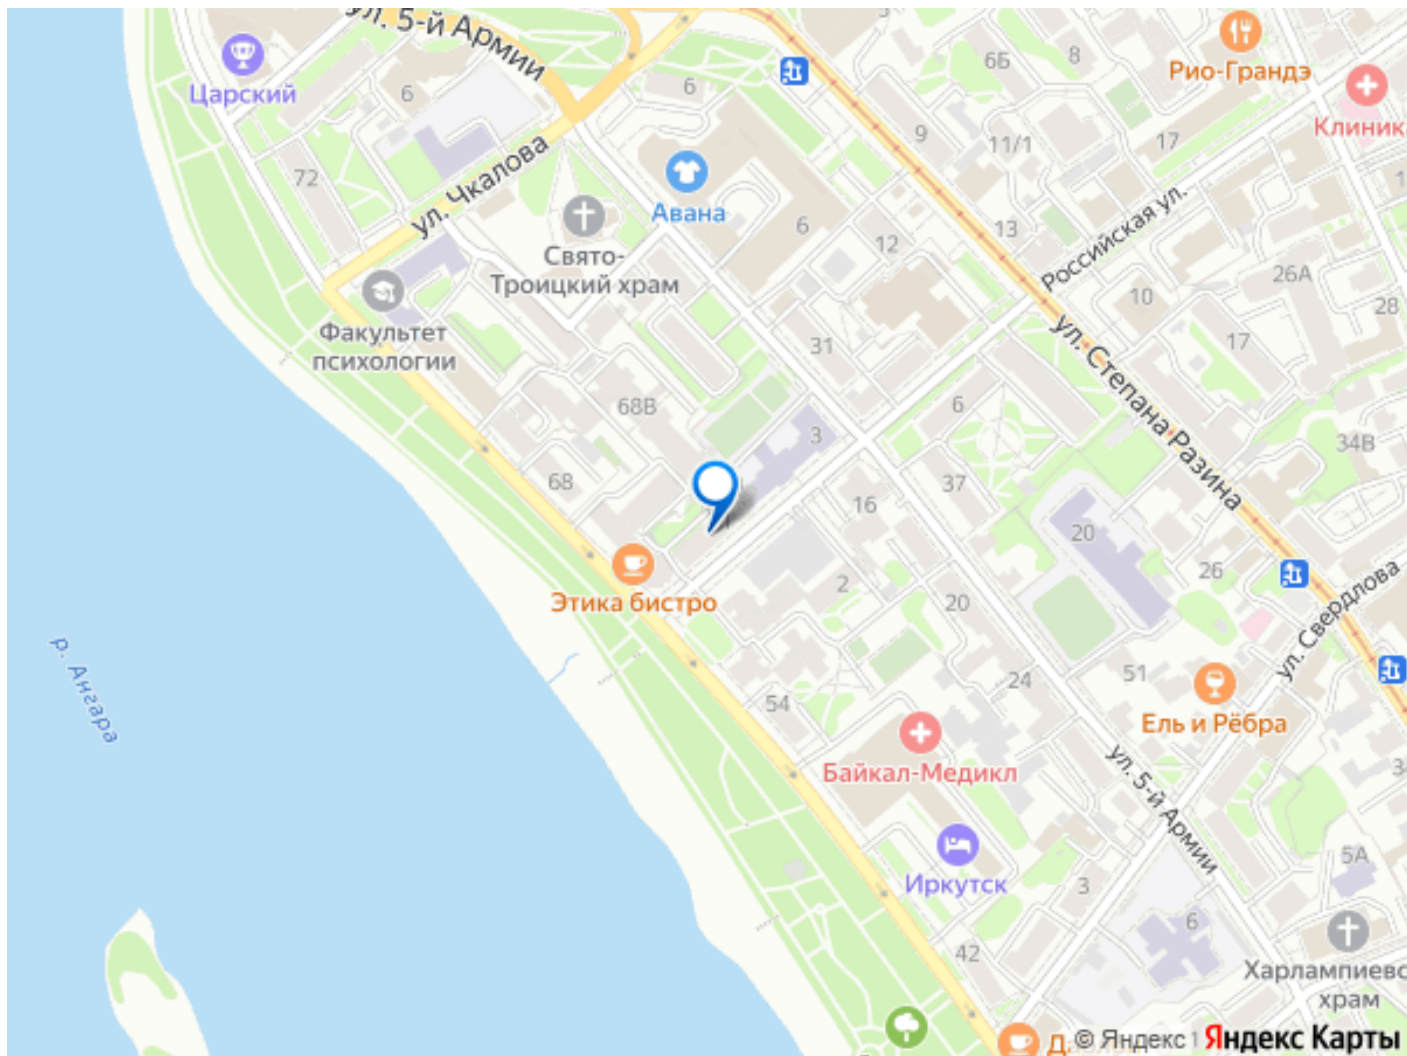 ул. 5-й Армии
Царский
6
6
6Б
8
Рио-Грандэ
Клиник
9
11/1
17
72
ул. Чкалова
Авана
Свято-
Троицкий храм
6
12
13
Российская ул.
26А
10
28
Факультет
психологии
31
17
ул. Степана Разина
68В
3
6
34В
68
37
16
20
26
Этика бистро
2
20
ул. Свердлова
р. Ангара
54
24
51
Ель и Рёбра
Байкал-Медикл
ул. 5-й Армии
Иркутск
3
5А
6
42
Харлампиевс
храм
© Яндекс
Яндекс Карты